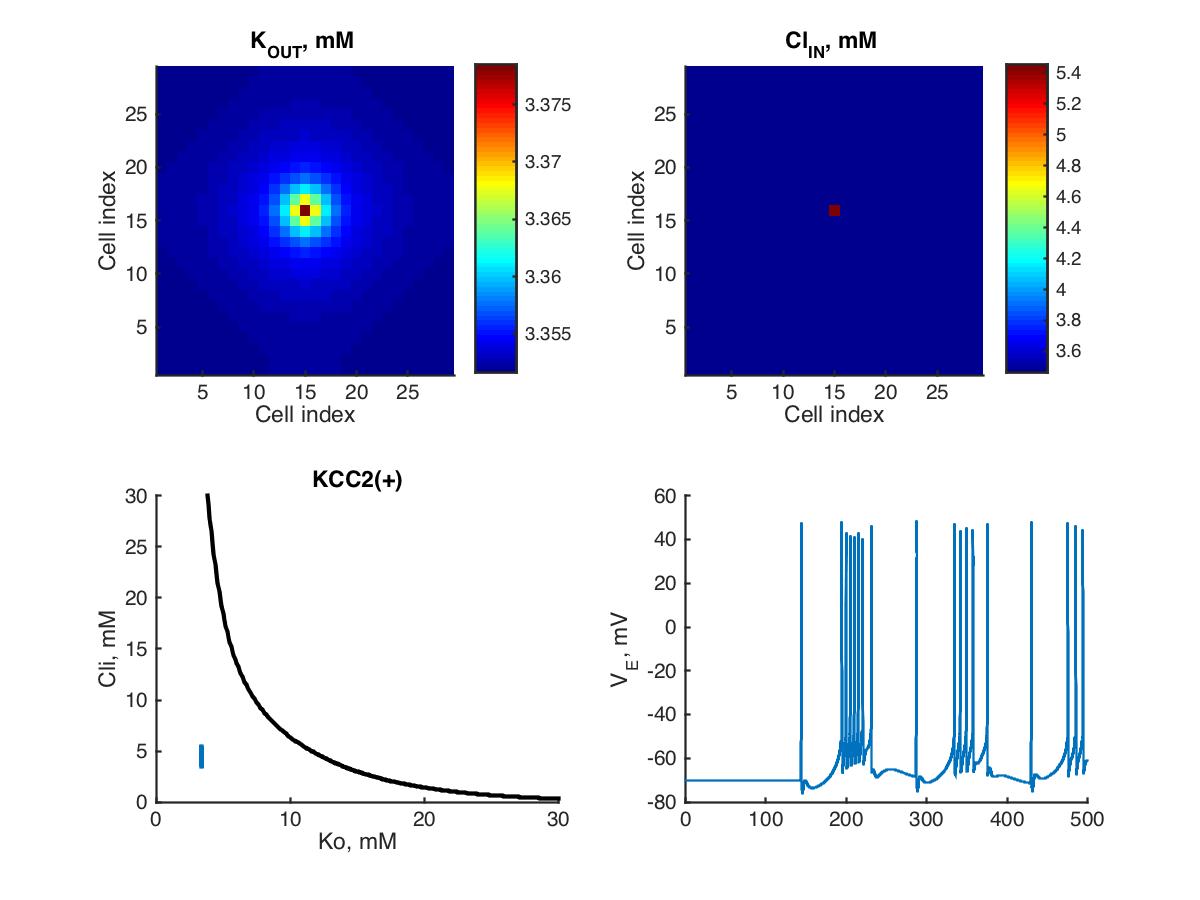 K_OUT, mM
25
20
15
10
5
Cell index
5 10 15 20 25
Cell index
3.375
3.37
3.365
3.36
3.355
Cl_IN, mM
25
20
15
10
5
Cell index
5 10 15 20 25
Cell index
5.4
5.2
5
4.8
4.6
4.4
4.2
4
3.8
3.6
KCC2(+)
30
25
20
15
10
5
0
Cli, mM
0 10 20 30
Ko, mM
60
40
20
0
-20
-40
-60
-80
V_E, mV
0 100 200 300 400 500